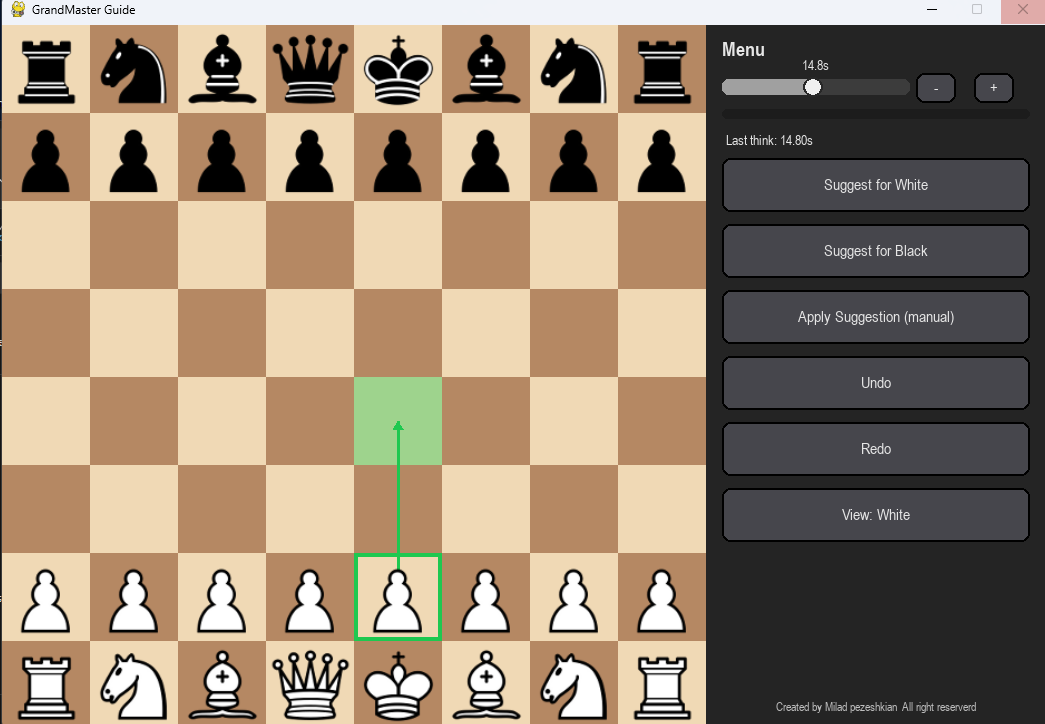 GrandMaster Guide
Menu
14.8s
-
+
Last think: 14.80s
Suggest for White
Suggest for Black
Apply Suggestion (manual)
Undo
Redo
View: White
Created by Milad pezeshkian All right reserverd